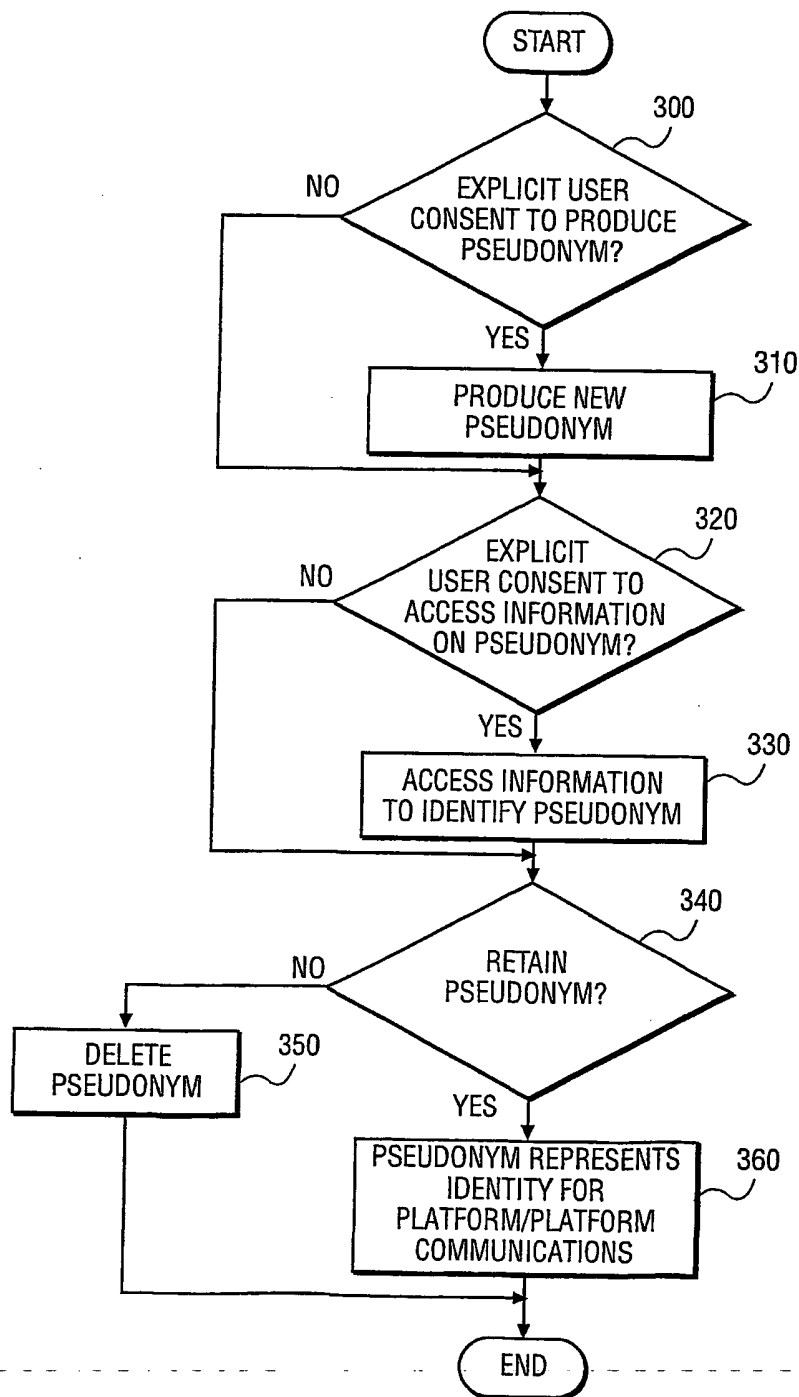 START
300
NO
EXPLICIT USER
CONSENT TO PRODUCE
PSEUDONYM?
YES
310
PRODUCE NEW
PSEUDONYM
320
NO
EXPLICIT
USER CONSENT TO
ACCESS INFORMATION
ON PSEUDONYM?
YES
330
ACCESS INFORMATION
TO IDENTIFY PSEUDONYM
340
NO
RETAIN
PSEUDONYM?
DELETE
PSEUDONYM
350
YES
PSEUDONYM REPRESENTS
IDENTITY FOR
PLATFORM/PLATFORM
COMMUNICATIONS
360
END